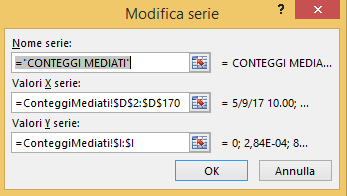 Modifica serie
Nome serie:
="CONTEGGI MEDIATI" = CONTEGGI MEDIA...
Valori X serie:
=ConteggiMediati!$D$2:$D$170 = 5/9/17 10.00; ...
Valori Y serie:
=ConteggiMediati!$I:$I = 0; 2,84E-04; 8...
OK Annulla